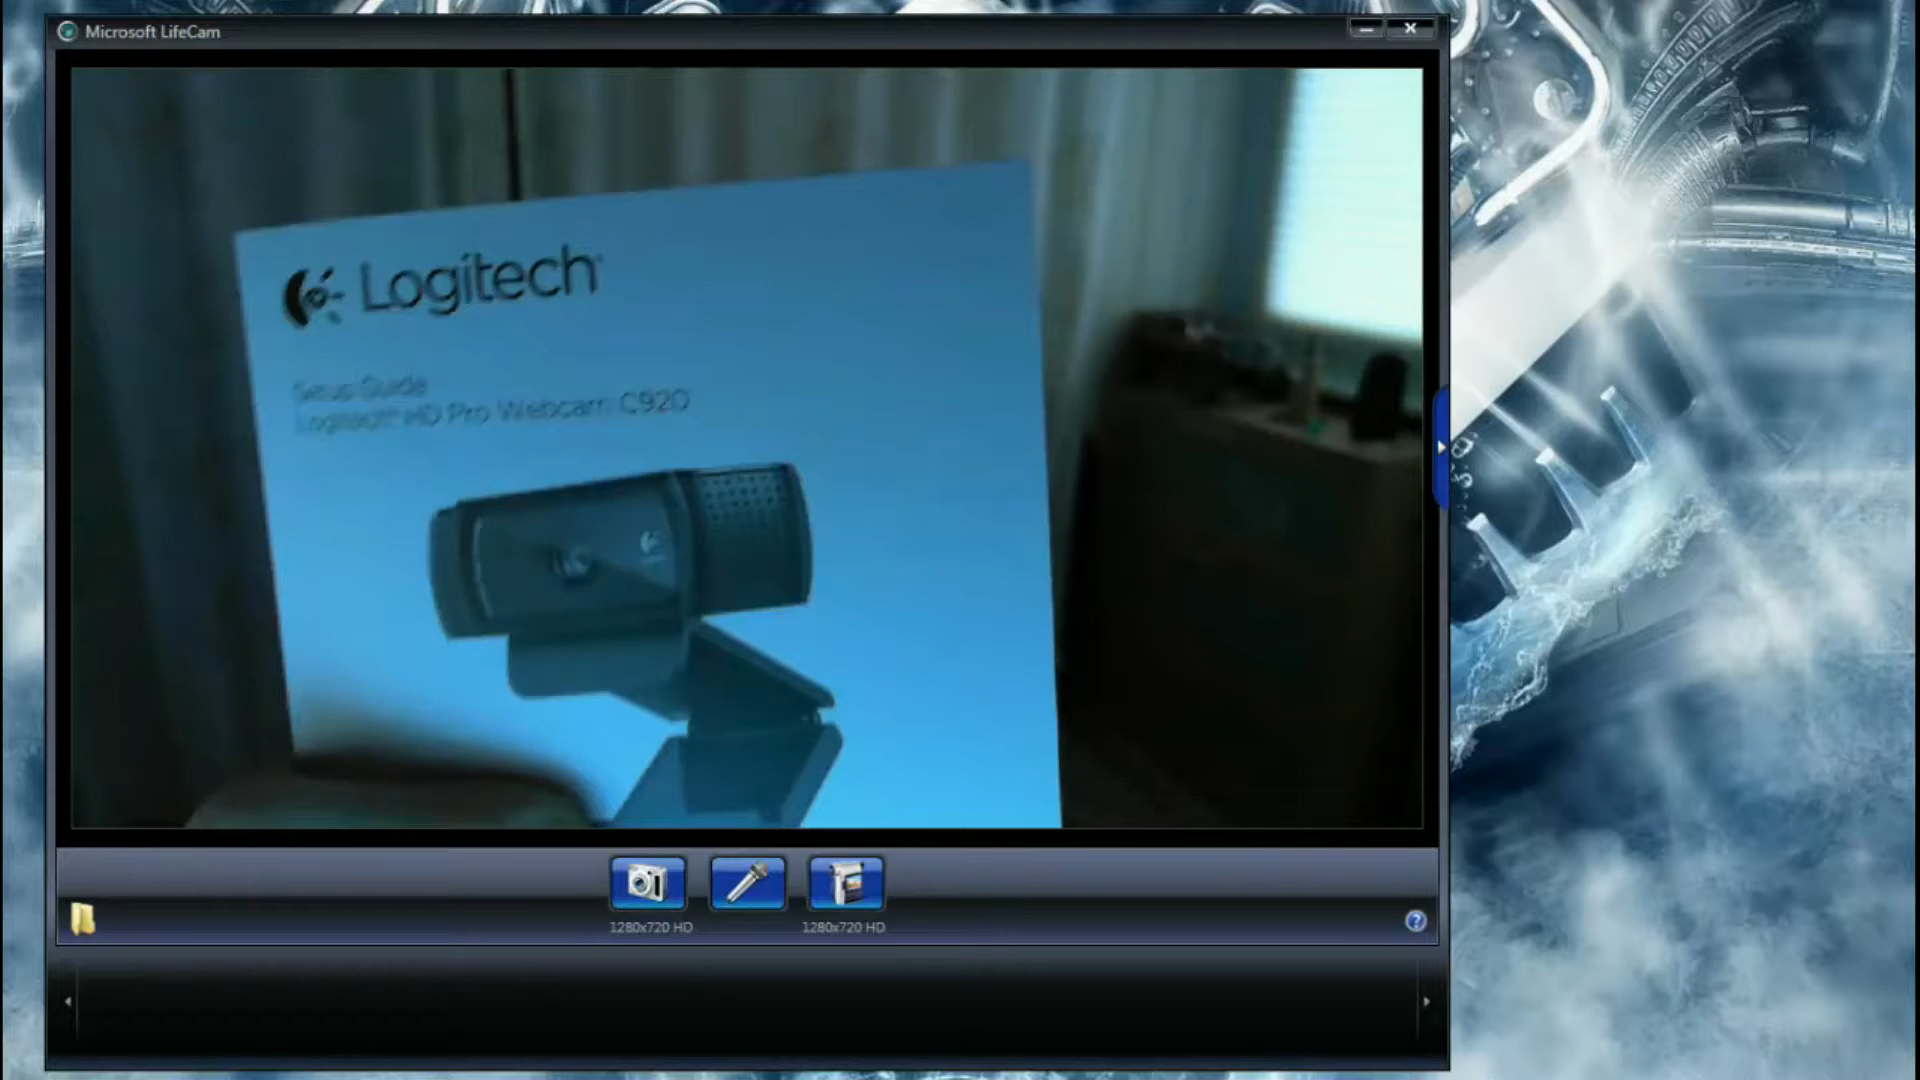 Microsoft LifeCam
Logitech
Setup Guide
Logitech® HD Pro Webcam C920
1280x720 HD
1280x720 HD